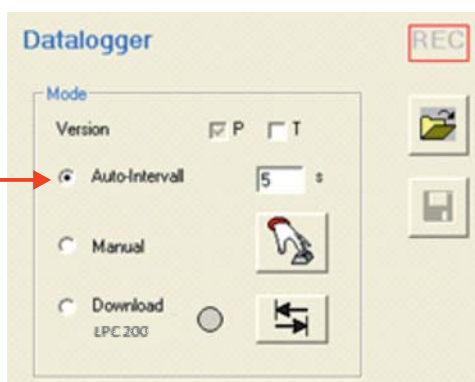 Datalogger
REC
Mode
Version P T
Auto-Intervall 5 s
Manual
Download
LPC 200